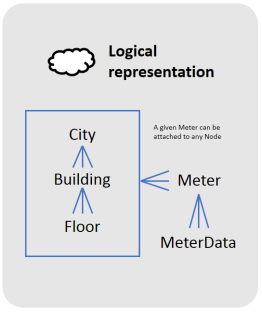 Logical
representation
City
A given Meter can be
attached to any Node
Building
Meter
Floor
MeterData